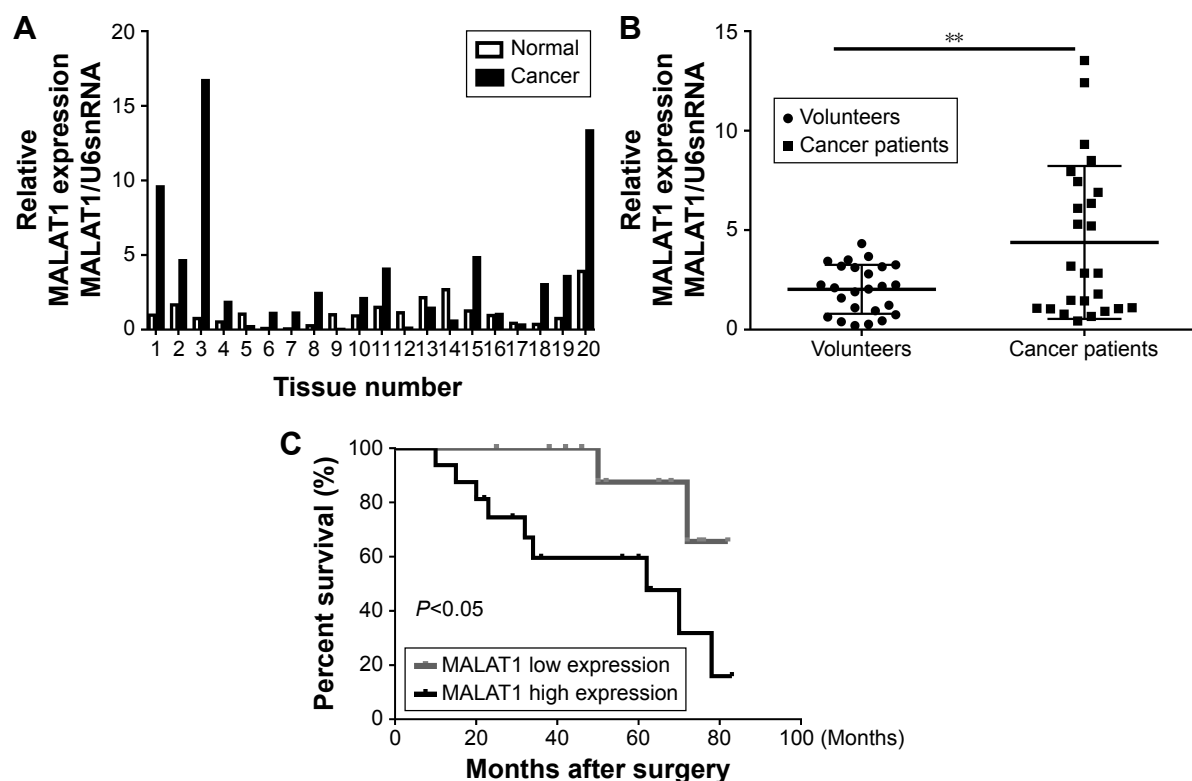 A
Relative
MALAT1 expression
MALAT1/U6snRNA
20
15
10
5
0
Normal
Cancer
1 2 3 4 5 6 7 8 9 10 11 12 13 14 15 16 17 18 19 20
Tissue number
B
Relative
MALAT1 expression
MALAT1/U6snRNA
15
10
5
0
**
Volunteers
Cancer patients
Volunteers Cancer patients
C
Percent survival (%)
100
80
60
40
20
0
P<0.05
MALAT1 low expression
MALAT1 high expression
0 20 40 60 80 100 (Months)
Months after surgery